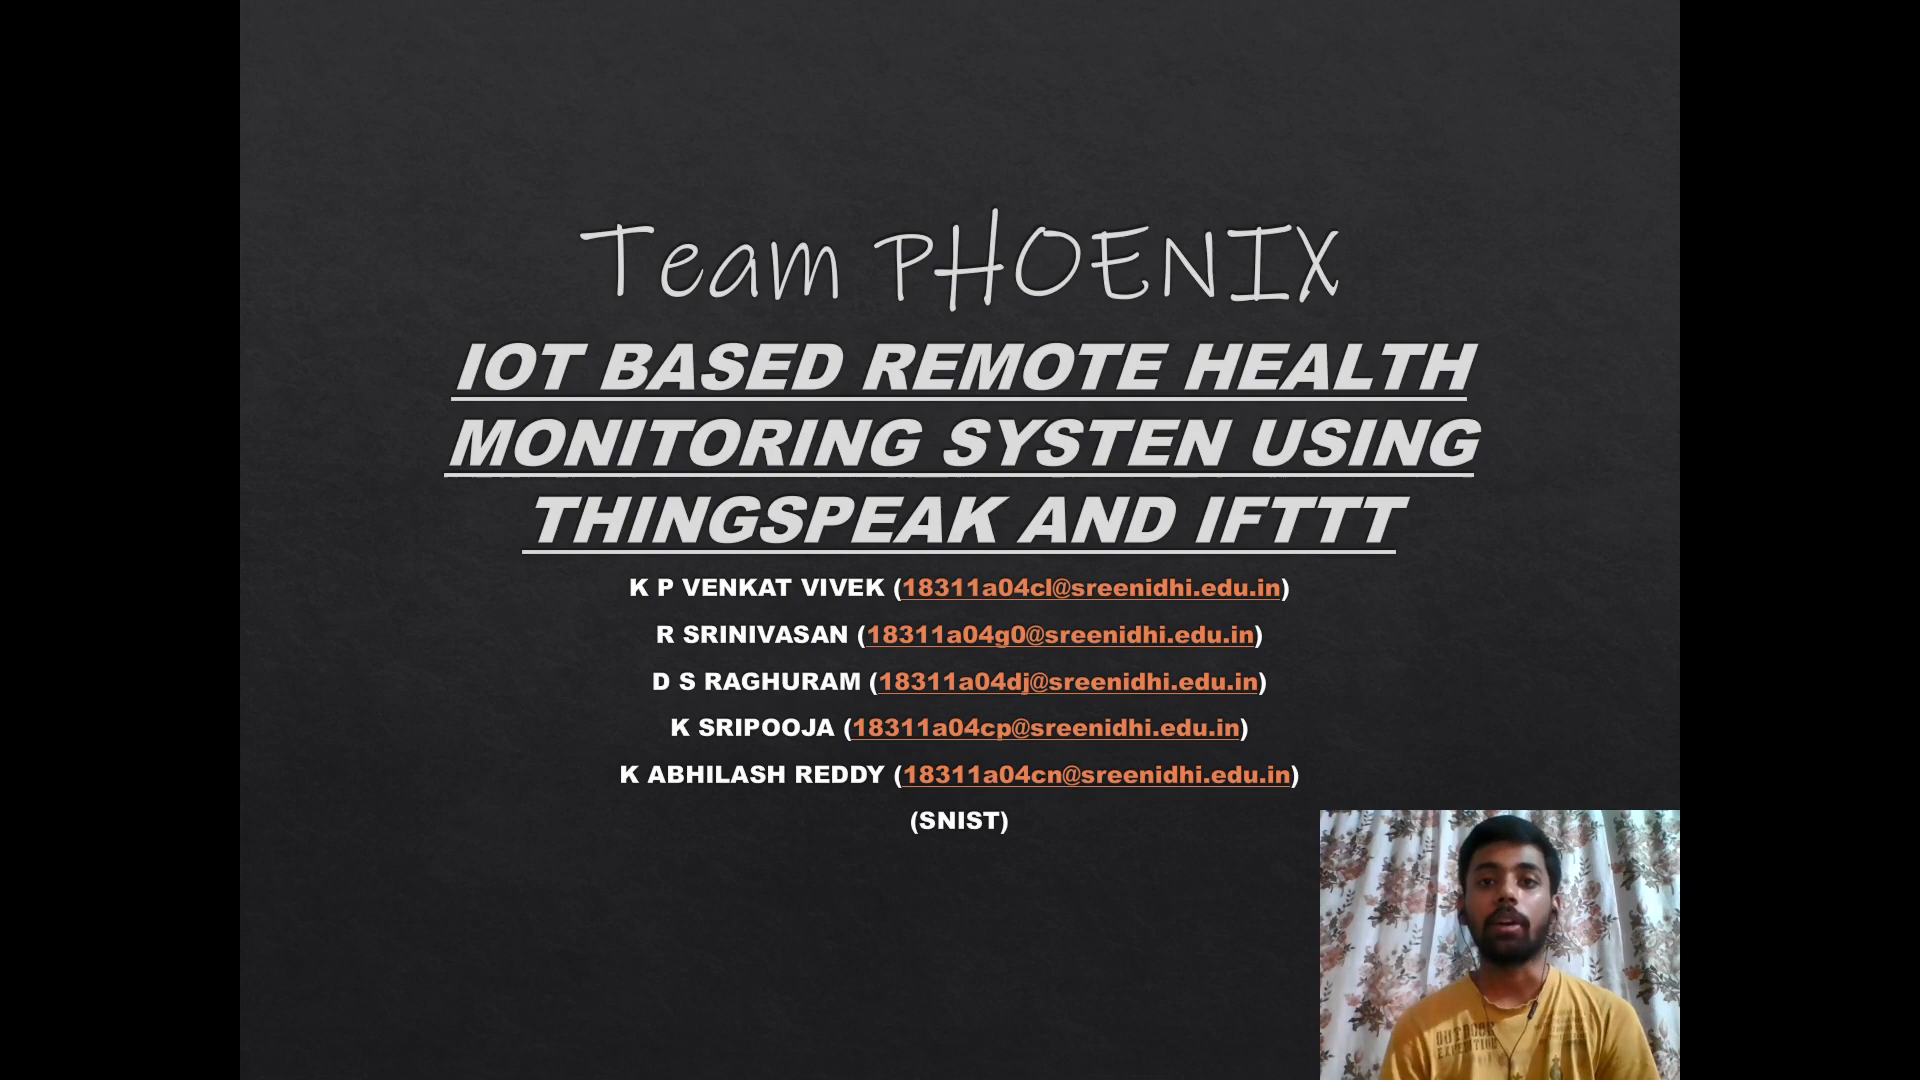 Team PHOENIX
IOT BASED REMOTE HEALTH
MONITORING SYSTEN USING
THINGSPEAK AND IFTTT
K P VENKAT VIVEK (18311a04cl@sreenidhi.edu.in)
R SRINIVASAN (18311a04g0@sreenidhi.edu.in)
D S RAGHURAM (18311a04dj@sreenidhi.edu.in)
K SRIPOOJA (18311a04cp@sreenidhi.edu.in)
K ABHILASH REDDY (18311a04cn@sreenidhi.edu.in)
(SNIST)
OUTDOOR
EXPEDITION